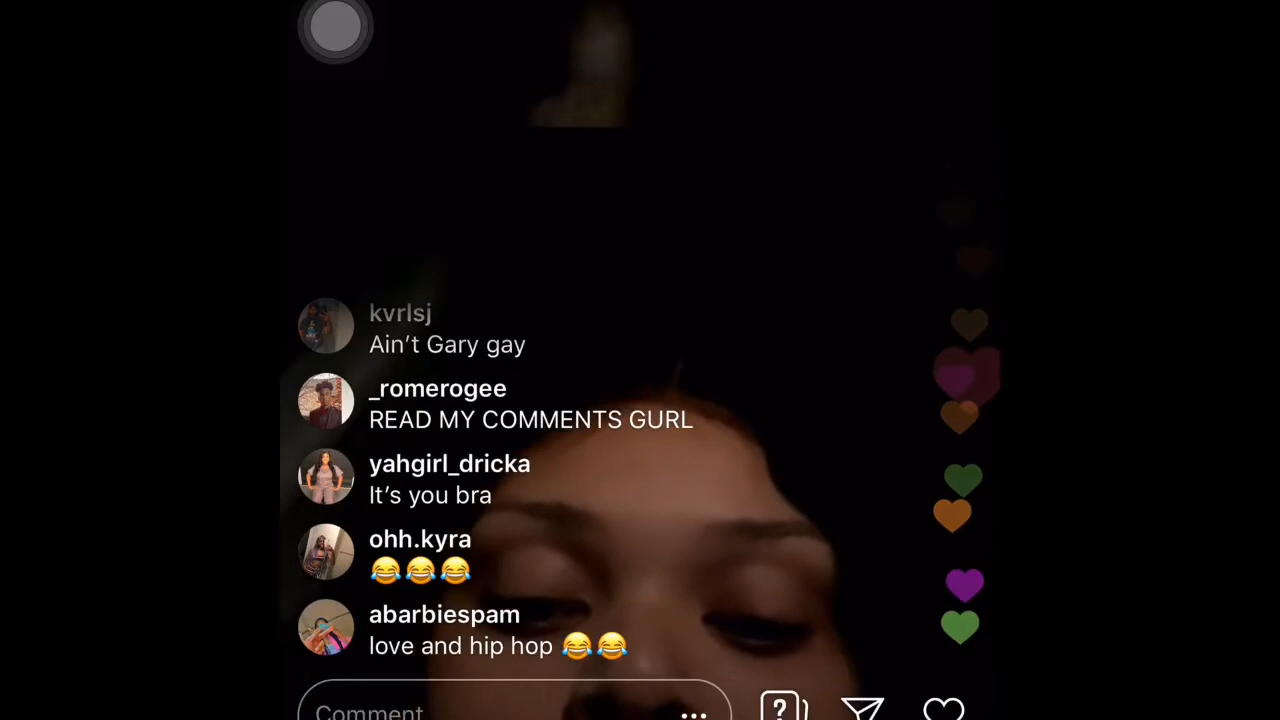 kvrlsj
Ain’t Gary gay
_romerogee
READ MY COMMENTS GURL
yahgirl_dricka
It’s you bra
ohh.kyra
😂😂😂
abarbiespam
love and hip hop 😂😂
Comment
?